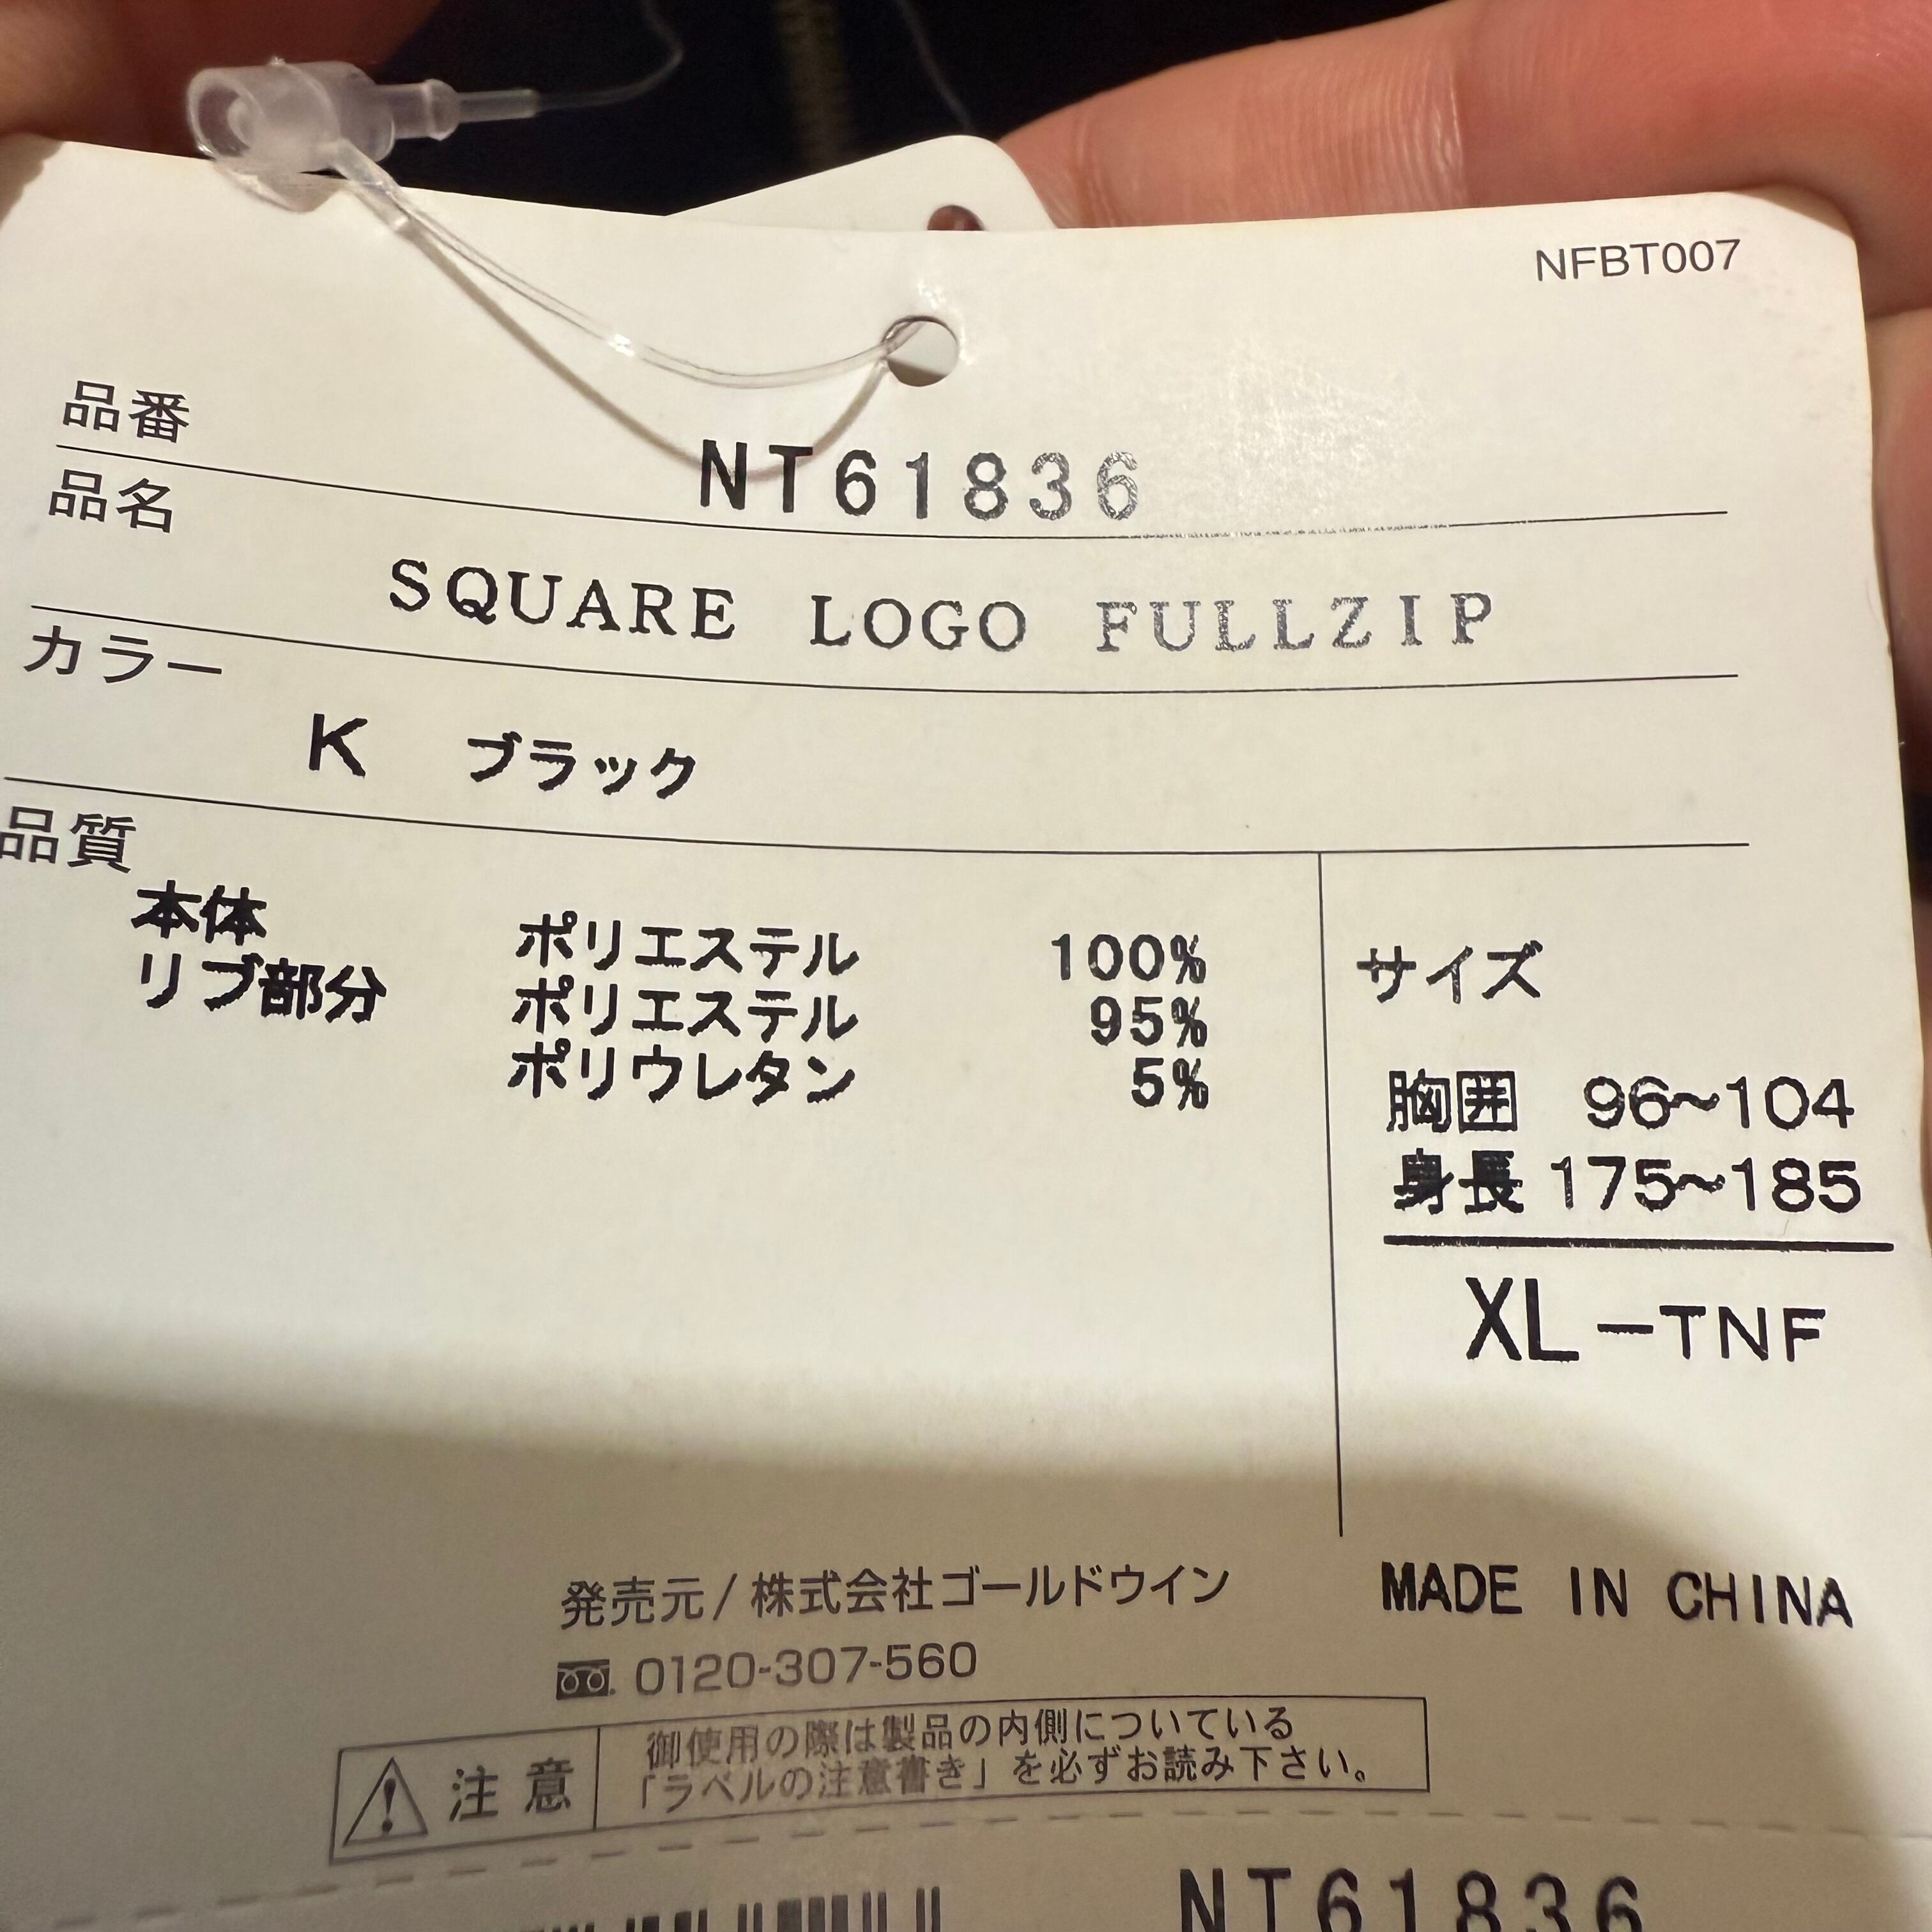 NFBT007
品番
NT61836
品名
SQUARE LOGO FULLZIP
カラー
K ブラック
品質
本体 ポリエステル 100%
リブ部分 ポリエステル 95%
ポリウレタン 5%
サイズ
胸囲 96~104
身長 175~185
XL-TNF
発売元/株式会社ゴールドウイン
0120-307-560
MADE IN CHINA
注意
御使用の際は製品の内側についている
「ラベルの注意書き」を必ずお読み下さい。
NT61836